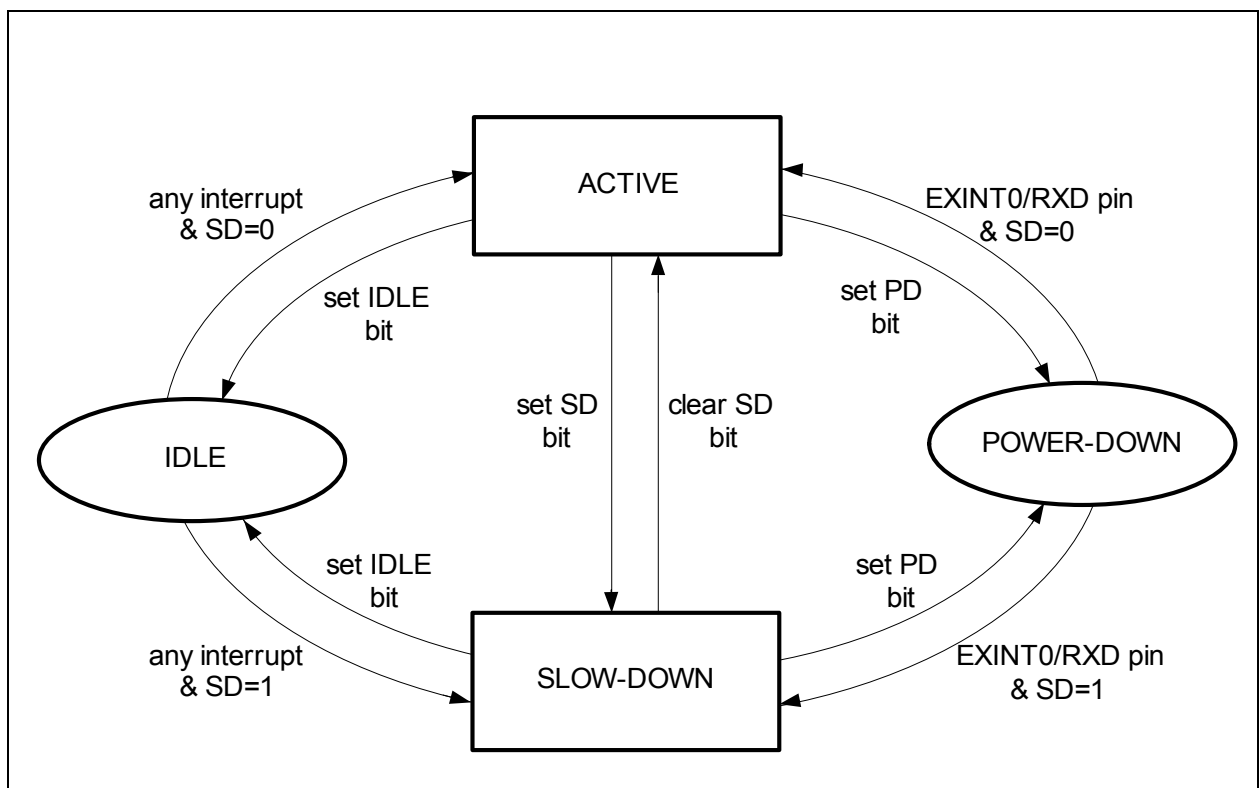 ACTIVE
any interrupt
& SD=0
EXINT0/RXD pin
& SD=0
set IDLE
bit
set PD
bit
set SD
bit
clear SD
bit
IDLE
POWER-DOWN
set IDLE
bit
set PD
bit
any interrupt
& SD=1
SLOW-DOWN
EXINT0/RXD pin
& SD=1